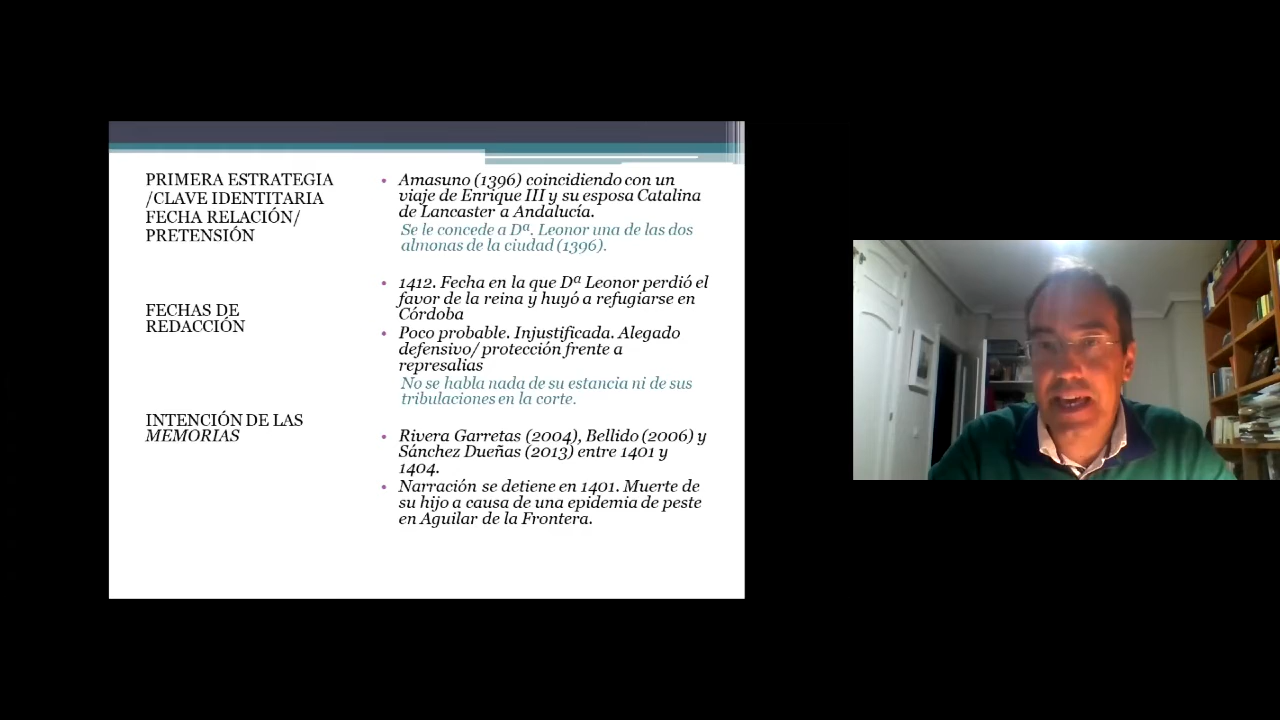 PRIMERA ESTRATEGIA
/CLAVE IDENTITARIA
FECHA RELACIÓN/
PRETENSIÓN
FECHAS DE
REDACCIÓN
INTENCIÓN DE LAS
MEMORIAS
• Amasuno (1396) coincidiendo con un
viaje de Enrique III y su esposa Catalina
de Lancaster a Andalucía.
Se le concede a Dª. Leonor una de las dos
almonas de la ciudad (1396).
• 1412. Fecha en la que Dª Leonor perdió el
favor de la reina y huyó a refugiarse en
Córdoba
• Poco probable. Injustificada. Alegado
defensivo/ protección frente a
represalias
No se habla nada de su estancia ni de sus
tribulaciones en la corte.
• Rivera Garretas (2004), Bellido (2006) y
Sánchez Dueñas (2013) entre 1401 y
1404.
• Narración se detiene en 1401. Muerte de
su hijo a causa de una epidemia de peste
en Aguilar de la Frontera.